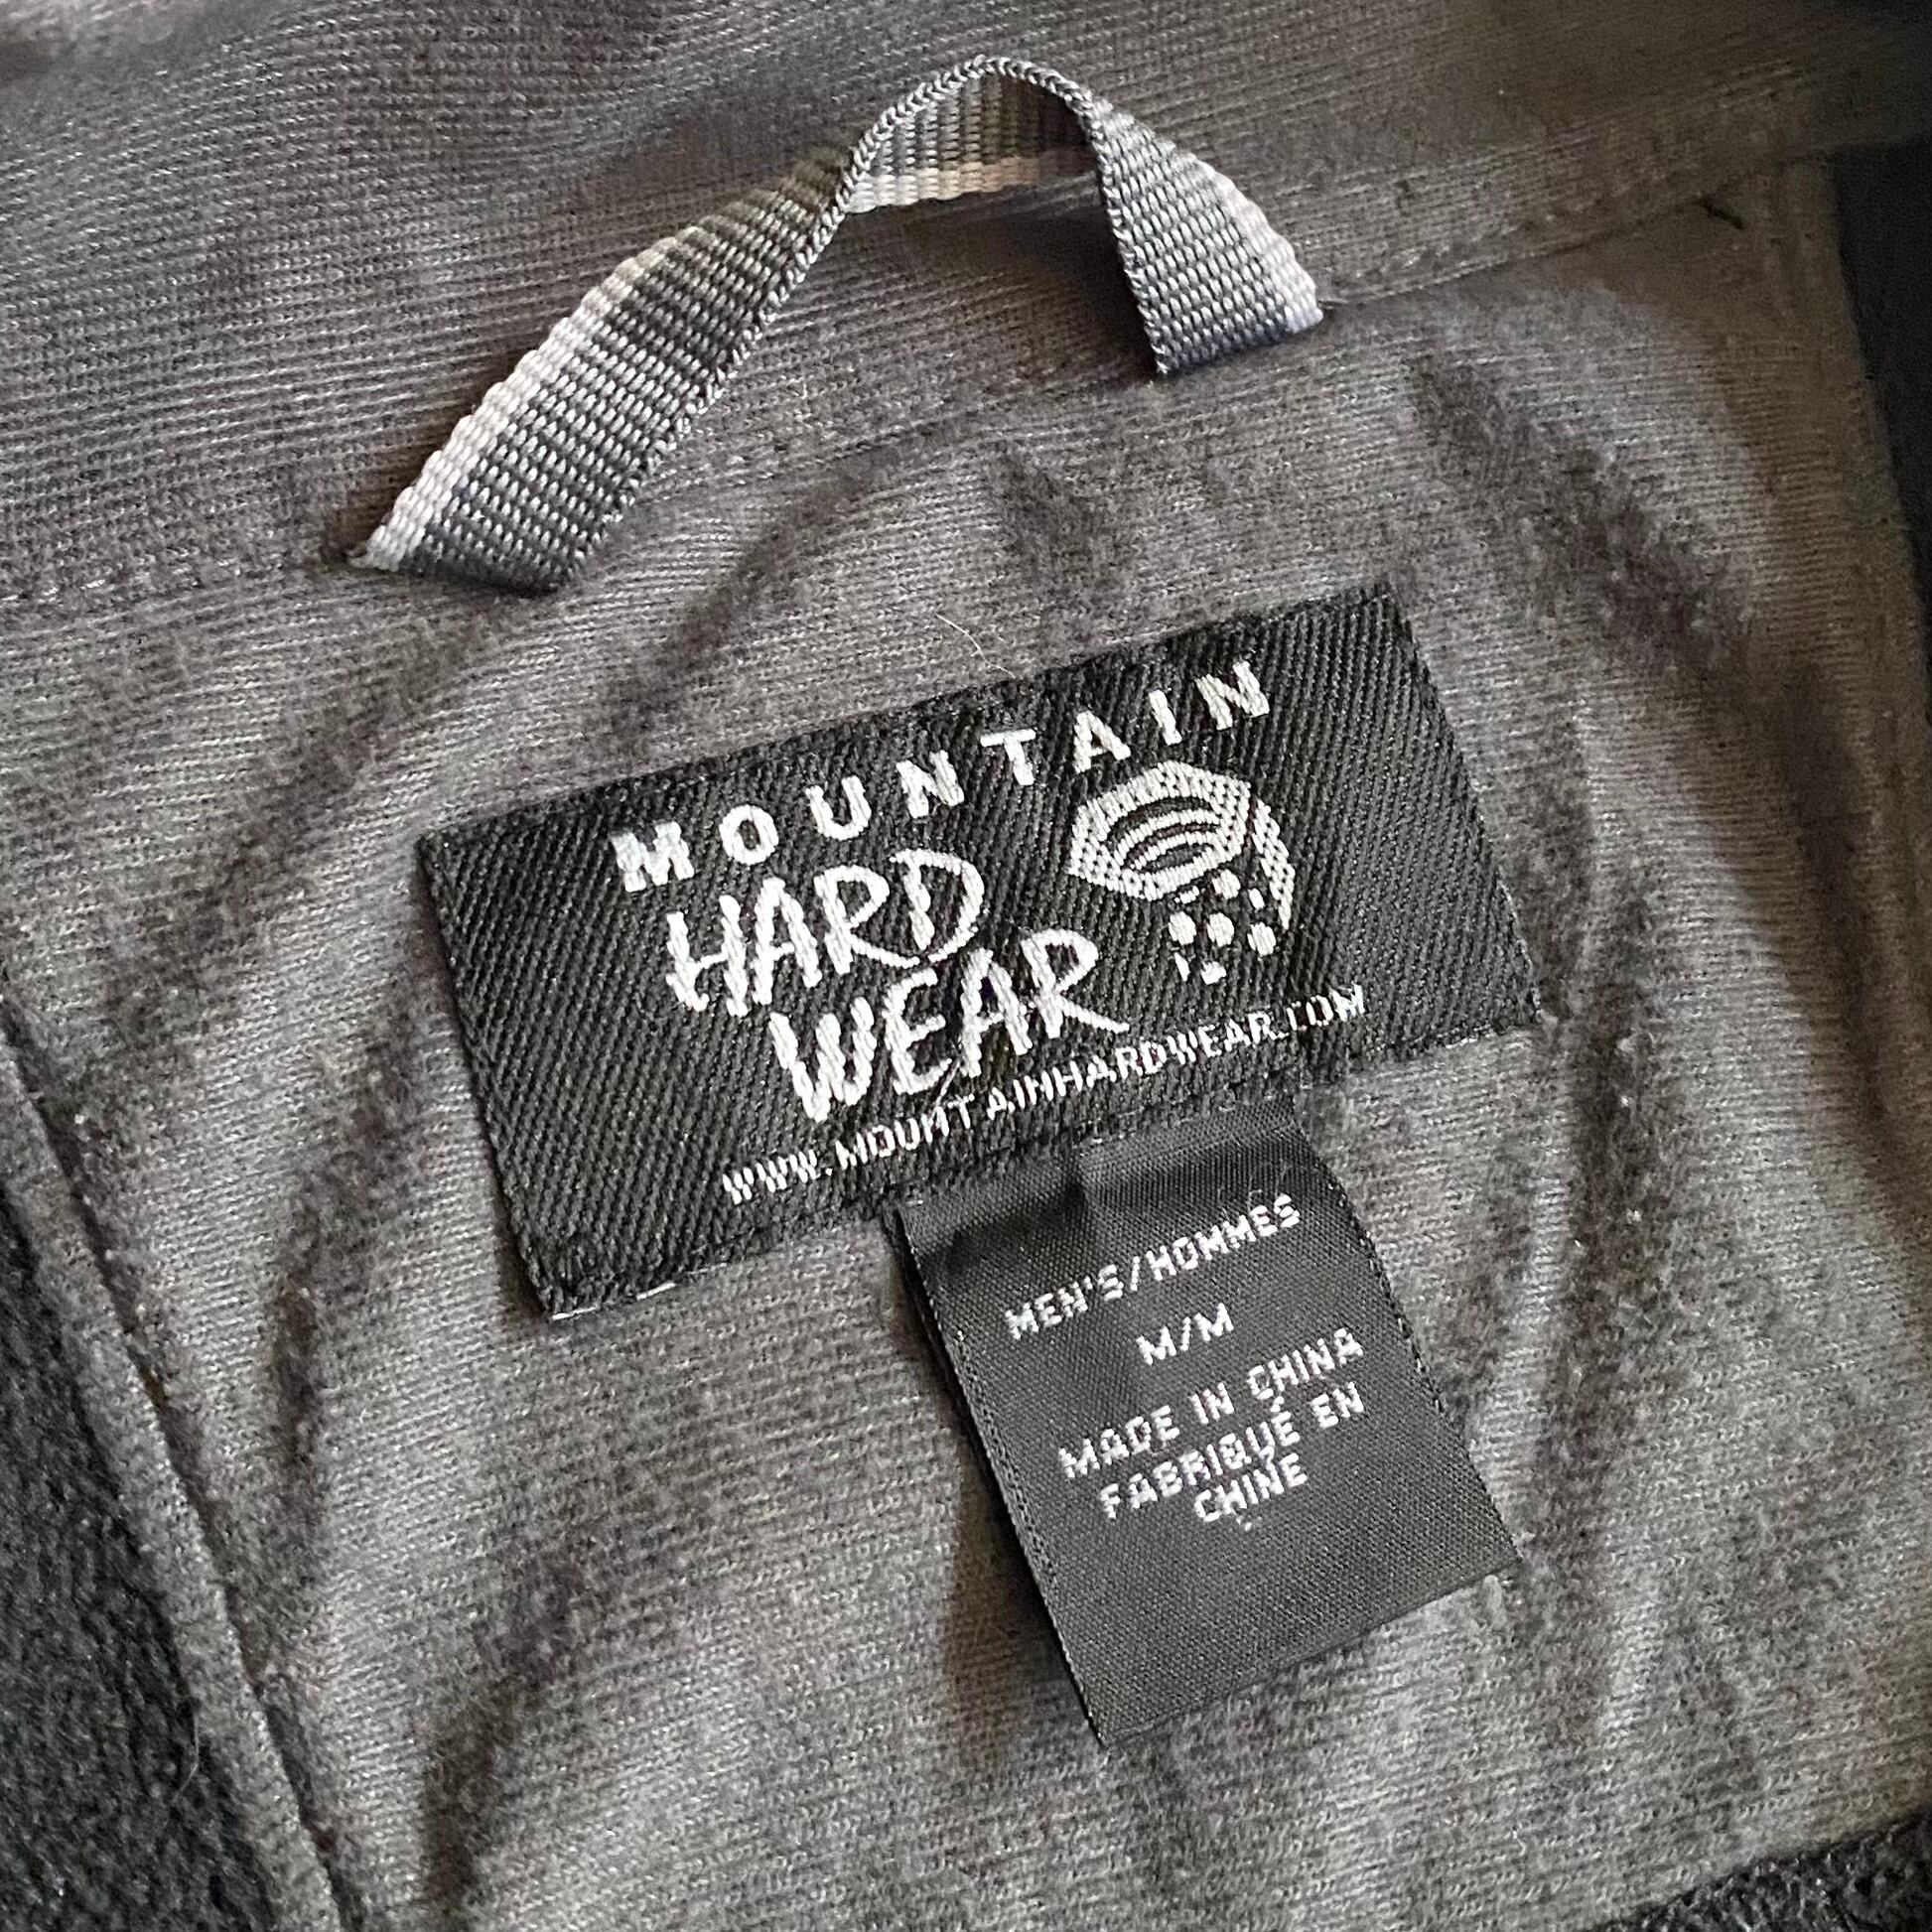 MOUNTAIN
HARD
WEAR
WWW.MOUNTAINHARDWEAR.COM
MEN'S/HOMMES
M/M
MADE IN CHINA
FABRIQUÉ EN
CHINE